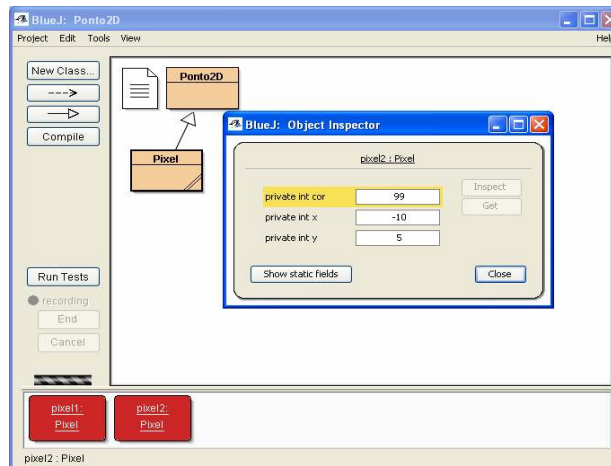 BlueJ: Ponto2D
Project Edit Tools View
Help
New Class...
Compile
Ponto2D
Pixel
BlueJ: Object Inspector
pixel2 : Pixel
private int cor 99
private int x -10
private int y 5
Inspect
Get
Show static fields
Close
Run Tests
recording
End
Cancel
pixel1:
Pixel
pixel2:
Pixel
pixel2 : Pixel